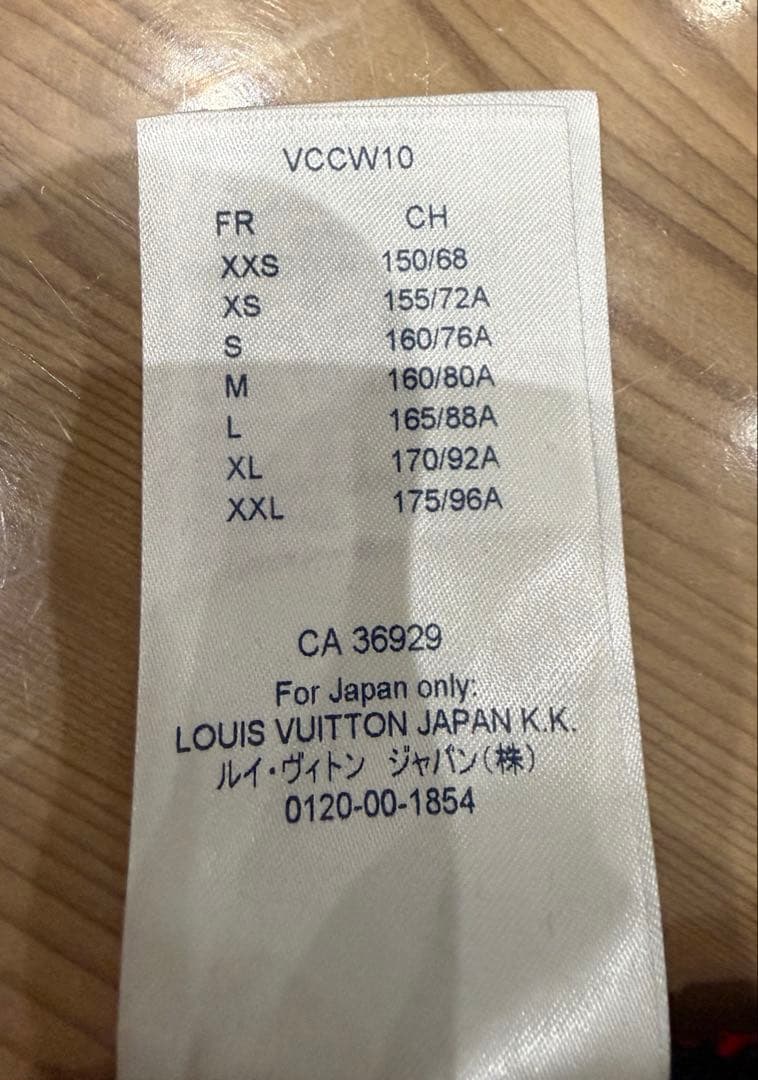 VCCW10
FR CH
XXS 150/68
XS 155/72A
S 160/76A
M 160/80A
L 165/88A
XL 170/92A
XXL 175/96A
CA 36929
For Japan only:
LOUIS VUITTON JAPAN K.K.
ルイ・ヴィトン ジャパン(株)
0120-00-1854